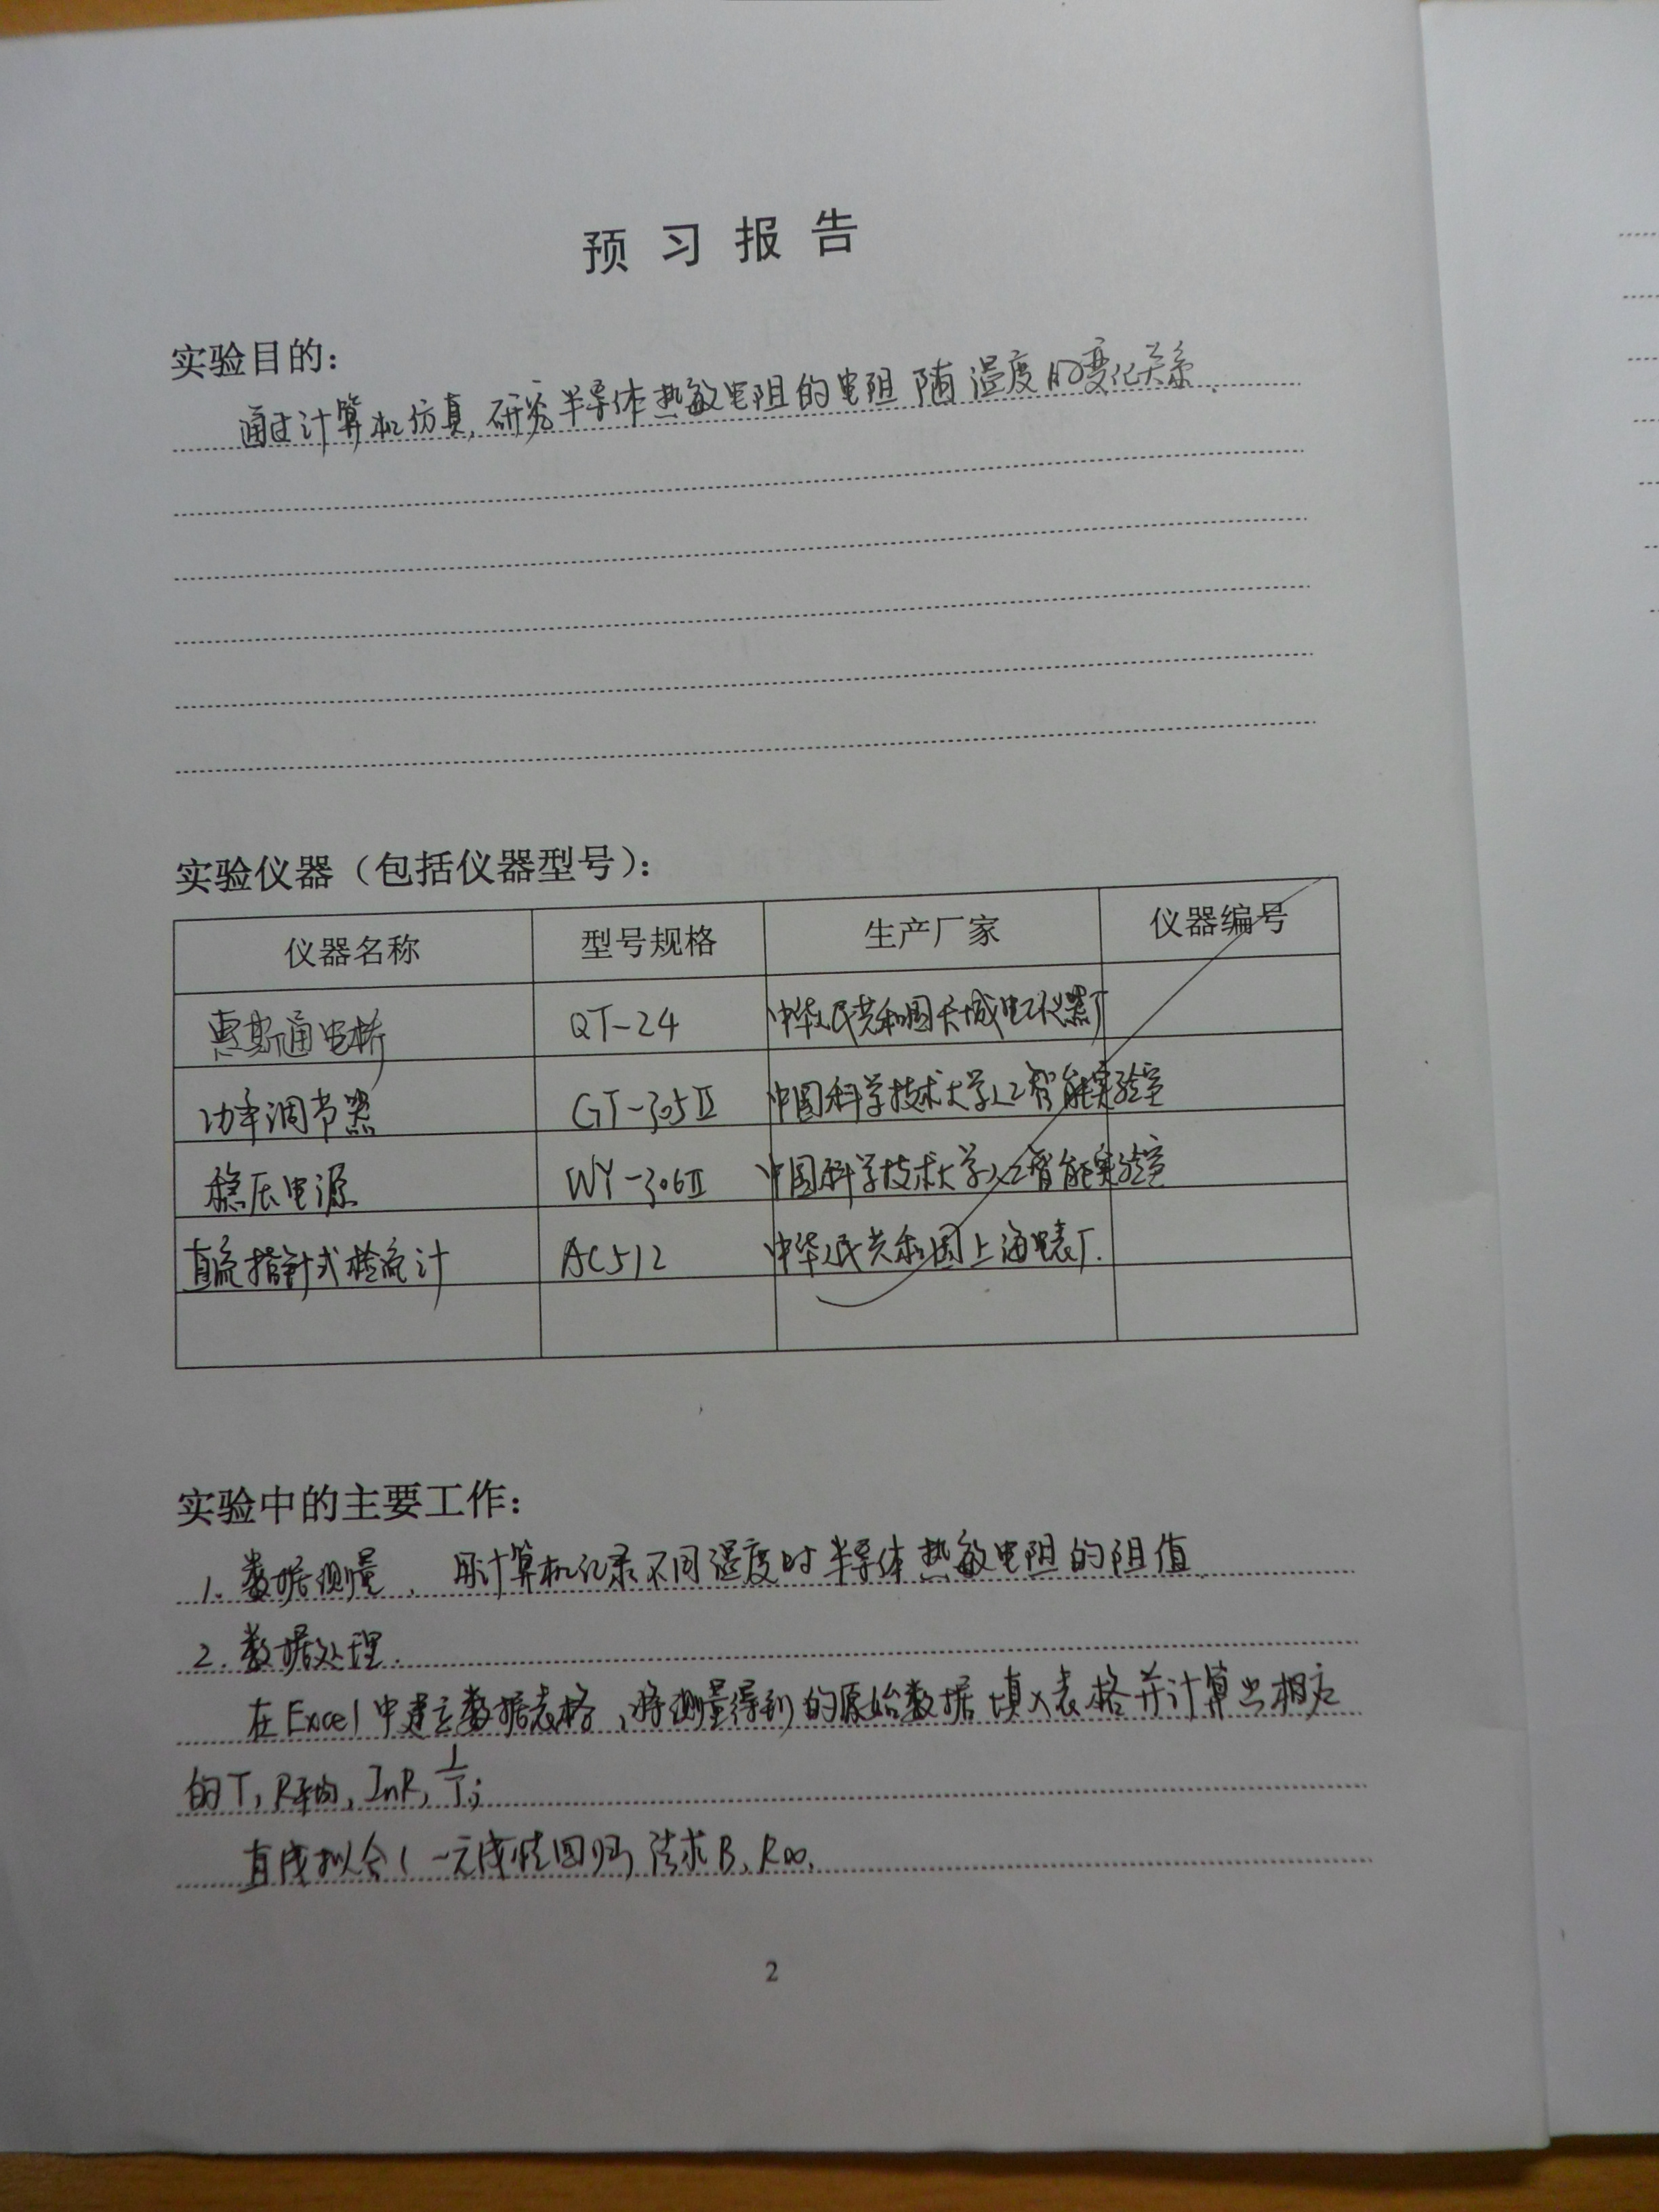 预习报告
实验目的：
通过计算机仿真，研究半导体热敏电阻的电阻随温度的变化关系．
实验仪器（包括仪器型号）：
仪器名称 型号规格 生产厂家 仪器编号
惠斯通电桥 QT-24 中华人民共和国长城电工仪器厂
功率调节器 GT-305Ⅱ 中国科学技术大学人工智能实验室
稳压电源 WY-306Ⅱ 中国科学技术大学人工智能实验室
直流指针式检流计 AC5/2 中华人民共和国上海电表厂．
实验中的主要工作：
1. 数据测量．用计算机记录不同温度时半导体热敏电阻的阻值．
2. 数据处理．
在Excel中建立数据表格，将测量得到的原始数据填入表格并计算出相应
的T，R平均，lnR，1/T；
直线拟合（一元线性回归）法求B，R∞．
2